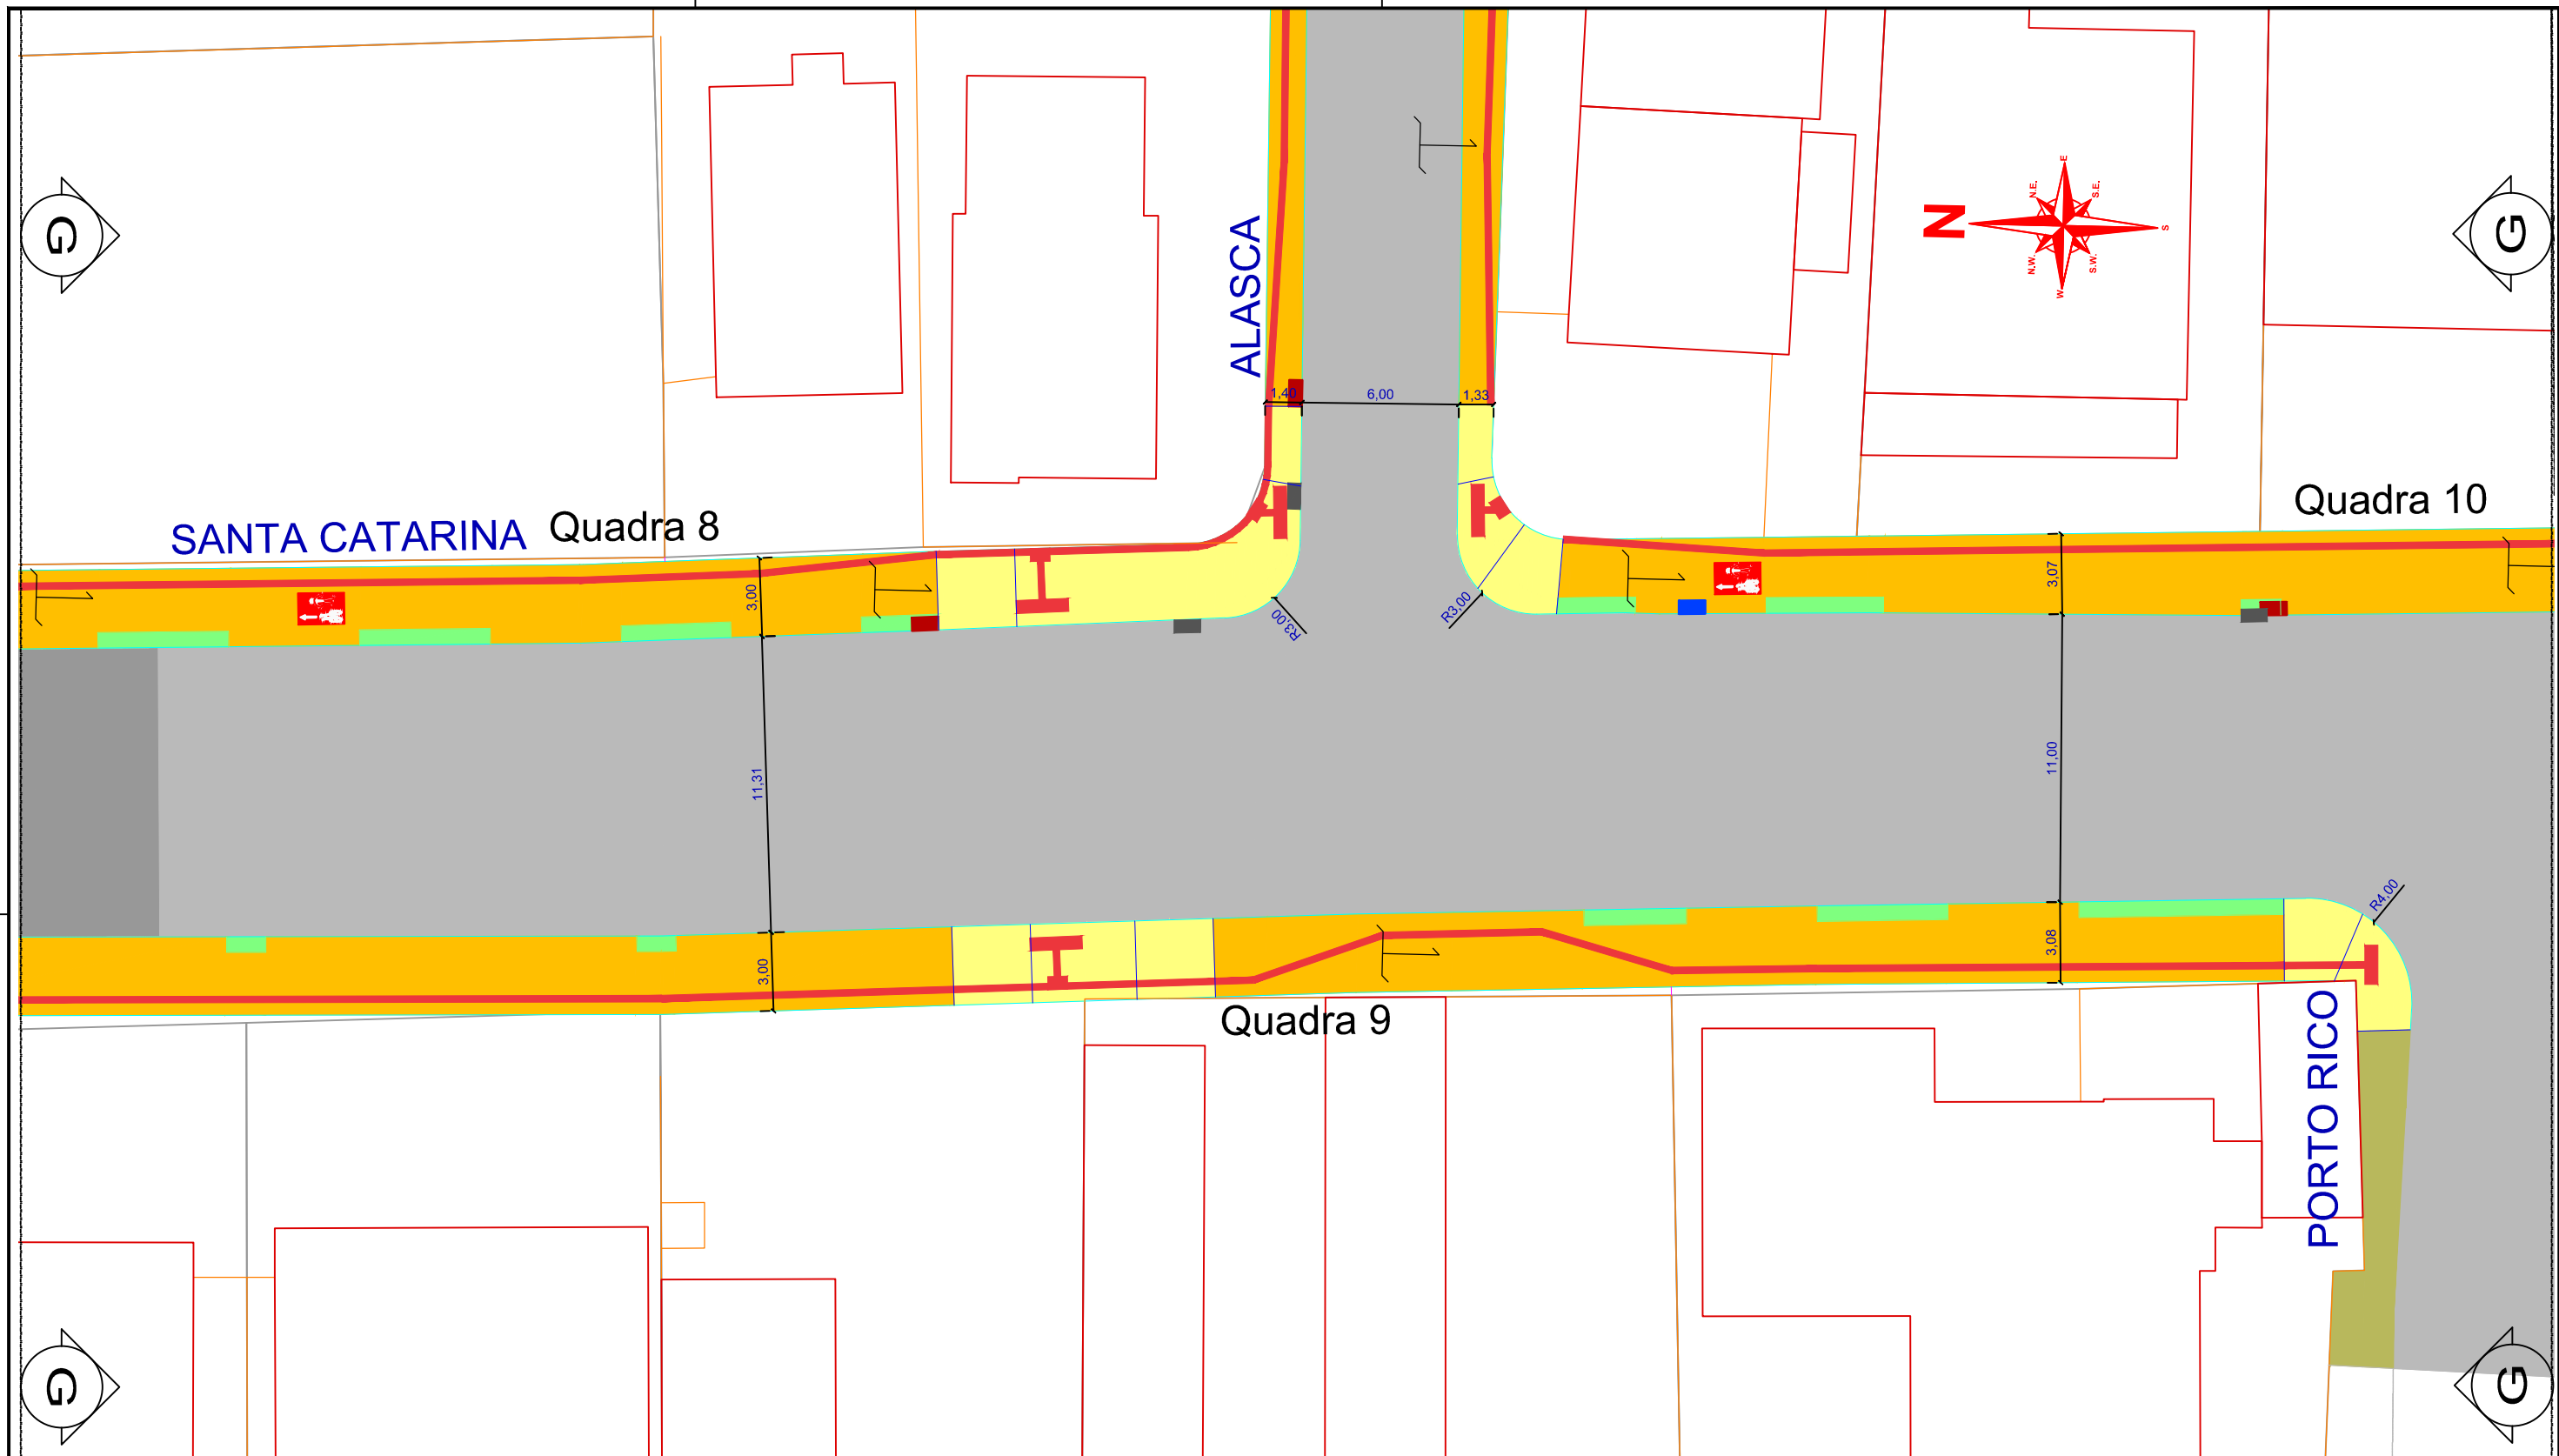 E
N.E.
S.E.
N
S
N.W.
S.W.
W
G
G
ALASCA
1,40
6,00
1,33
Quadra 10
SANTA CATARINA
Quadra 8
3,00
R3,00
R3,00
3,07
11,31
11,00
R4,00
3,00
3,08
Quadra 9
PORTO RICO
G
G